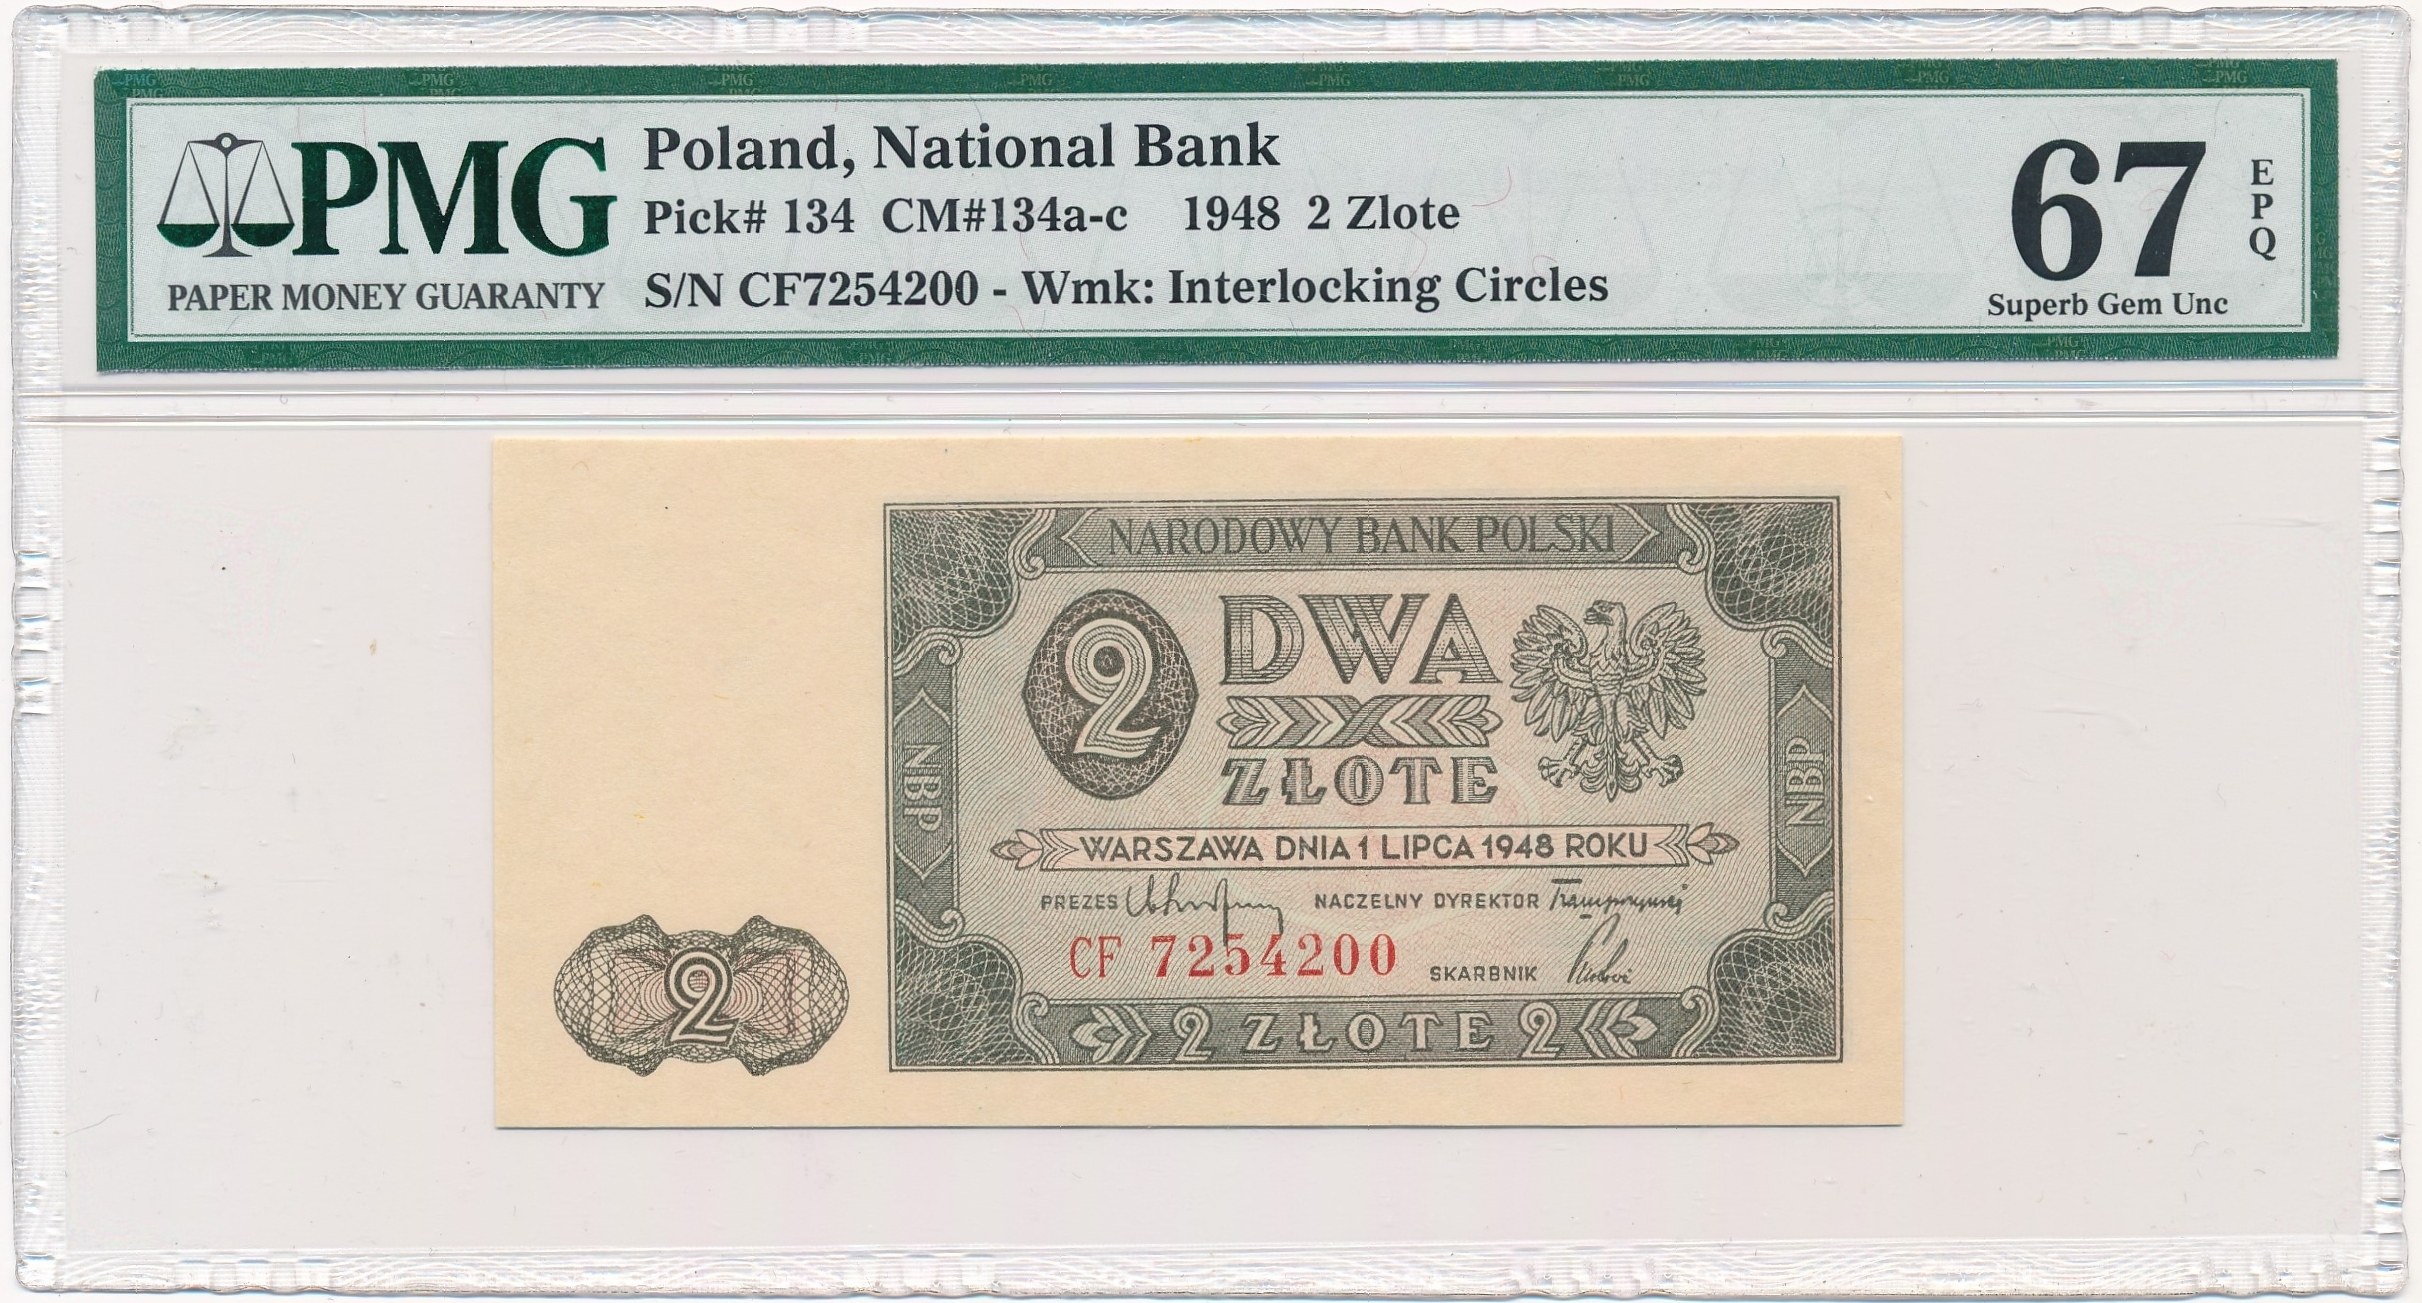 PMG
PAPER MONEY GUARANTY
Poland, National Bank
Pick# 134 CM#134a-c 1948 2 Zlote
S/N CF7254200 - Wmk: Interlocking Circles
67
EPQ
Superb Gem Unc
NARODOWY BANK POLSKI
2
DWA
ZŁOTE
NBP
NBP
WARSZAWA DNIA 1 LIPCA 1948 ROKU
PREZES
NACZELNY DYREKTOR
CF 7254200
SKARBNIK
2
2 ZŁOTE 2